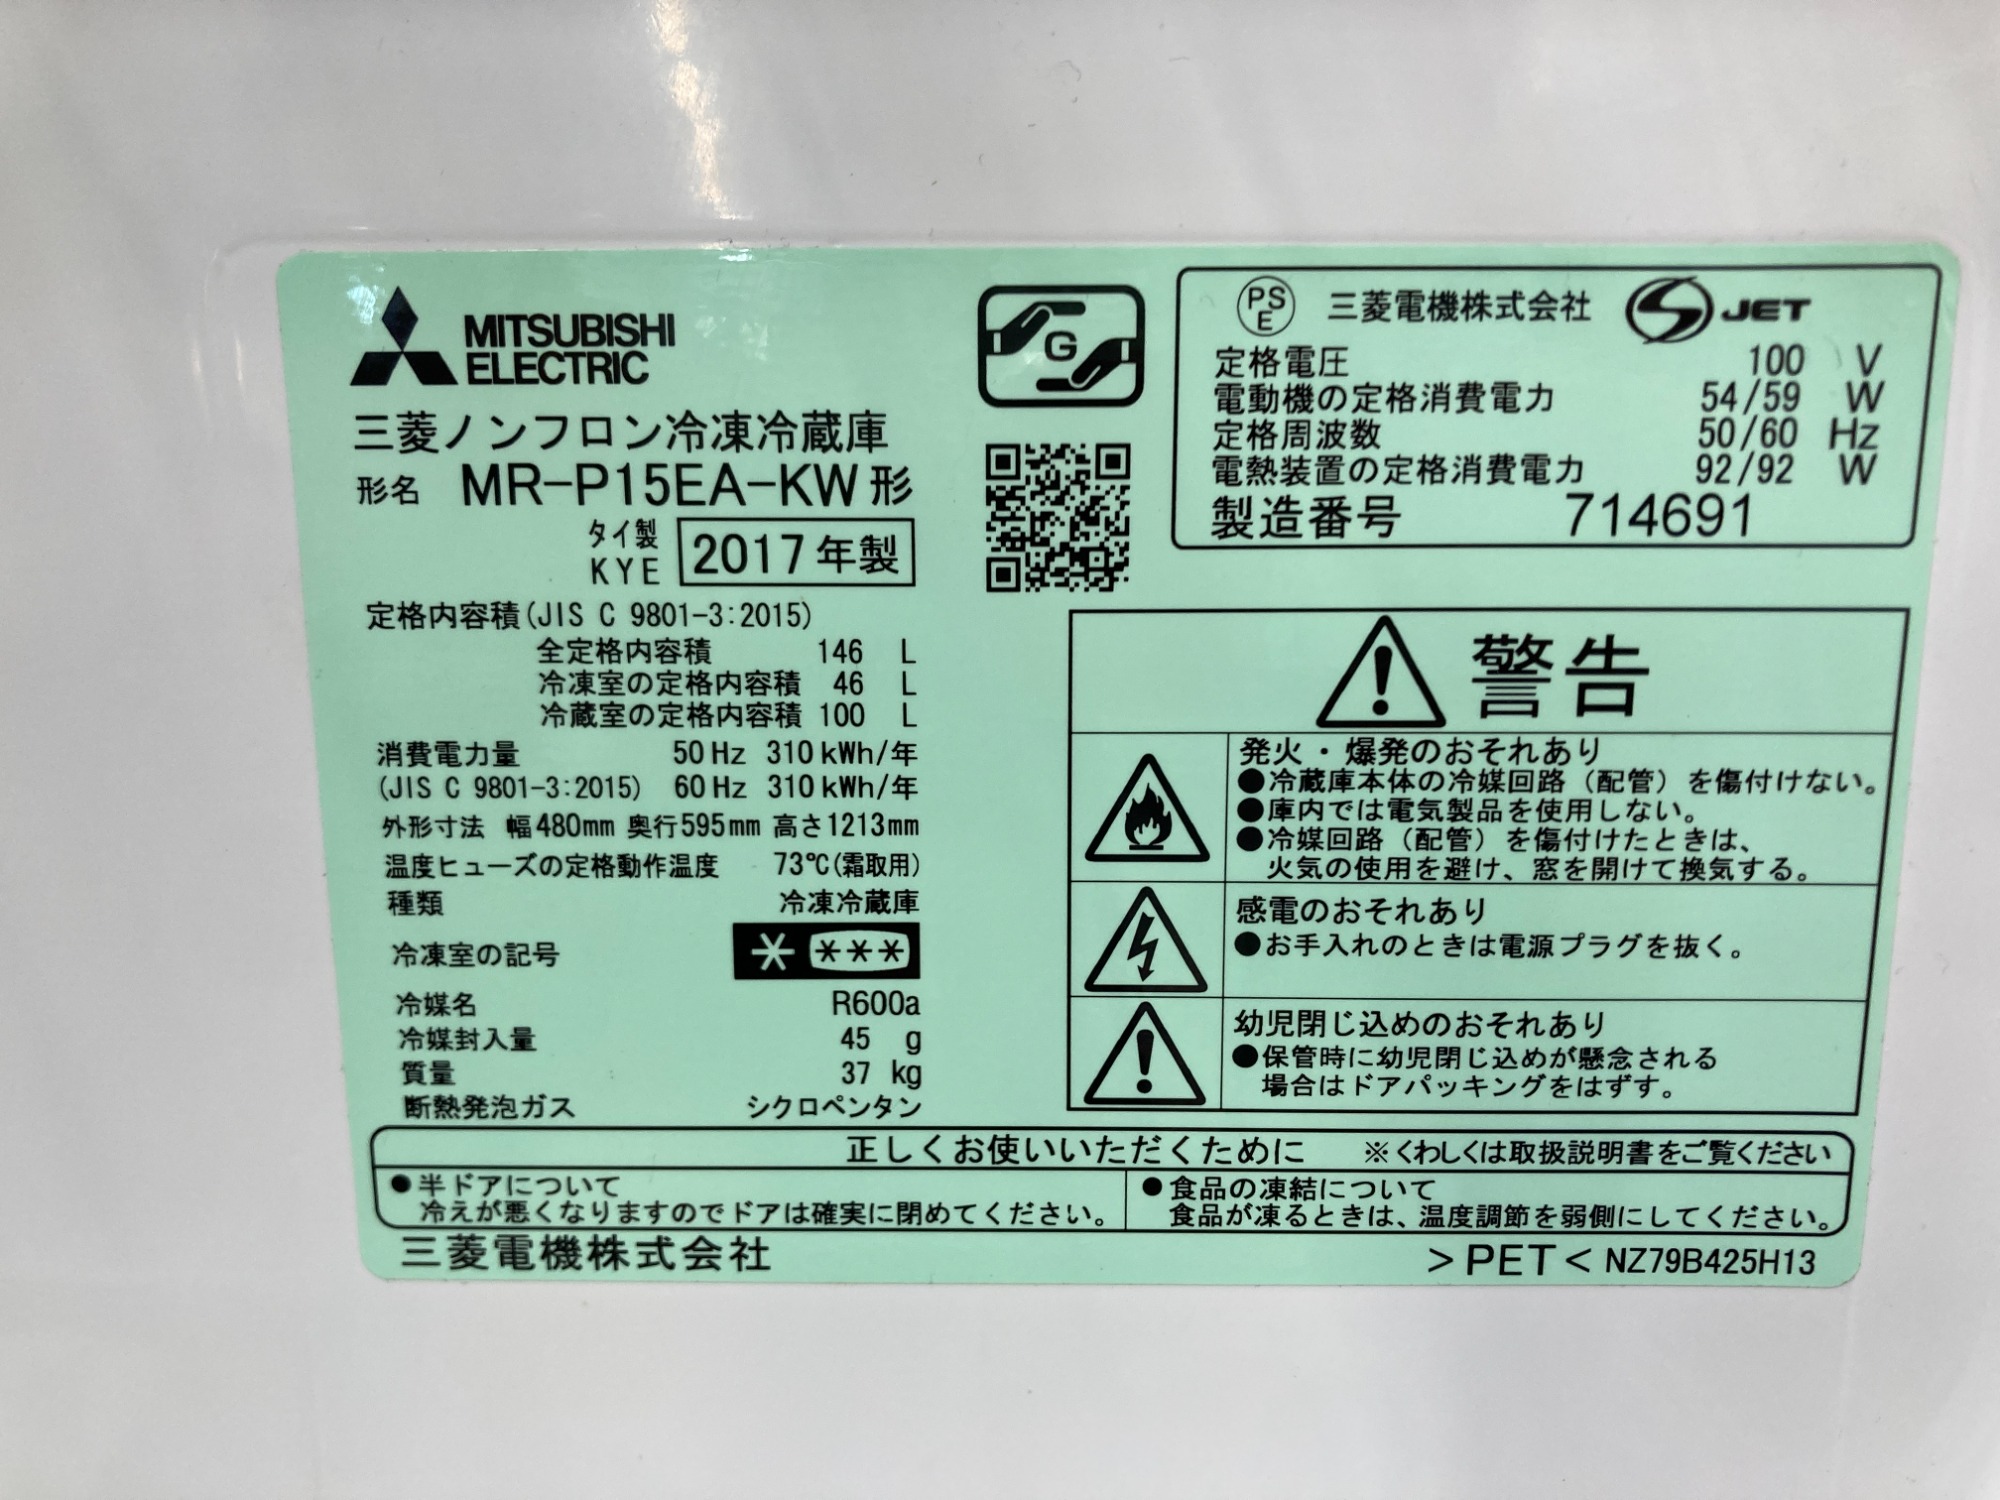 MITSUBISHI
ELECTRIC
三菱ノンフロン冷凍冷蔵庫
形名 MR-P15EA-KW形
タイ製
KYE
2017年製
定格内容積(JIS C 9801-3:2015)
全定格内容積 146 L
冷凍室の定格内容積 46 L
冷蔵室の定格内容積 100 L
消費電力量 50Hz 310kWh/年
(JIS C 9801-3:2015) 60Hz 310kWh/年
外形寸法 幅480mm 奥行595mm 高さ1213mm
温度ヒューズの定格動作温度 73℃(霜取用)
種類 冷凍冷蔵庫
冷凍室の記号 * ***
冷媒名 R600a
冷媒封入量 45 g
質量 37 kg
断熱発泡ガス シクロペンタン
G
PS
E
三菱電機株式会社
S JET
定格電圧 100 V
電動機の定格消費電力 54/59 W
定格周波数 50/60 Hz
電熱装置の定格消費電力 92/92 W
製造番号 714691
警告
発火・爆発のおそれあり
●冷蔵庫本体の冷媒回路(配管)を傷付けない。
●庫内では電気製品を使用しない。
●冷媒回路(配管)を傷付けたときは、
火気の使用を避け、窓を開けて換気する。
感電のおそれあり
●お手入れのときは電源プラグを抜く。
幼児閉じ込めのおそれあり
●保管時に幼児閉じ込めが懸念される
場合はドアパッキングをはずす。
正しくお使いいただくために ※くわしくは取扱説明書をご覧ください
●半ドアについて
冷えが悪くなりますのでドアは確実に閉めてください。
●食品の凍結について
食品が凍るときは、温度調節を弱側にしてください。
三菱電機株式会社
>PET< NZ79B425H13